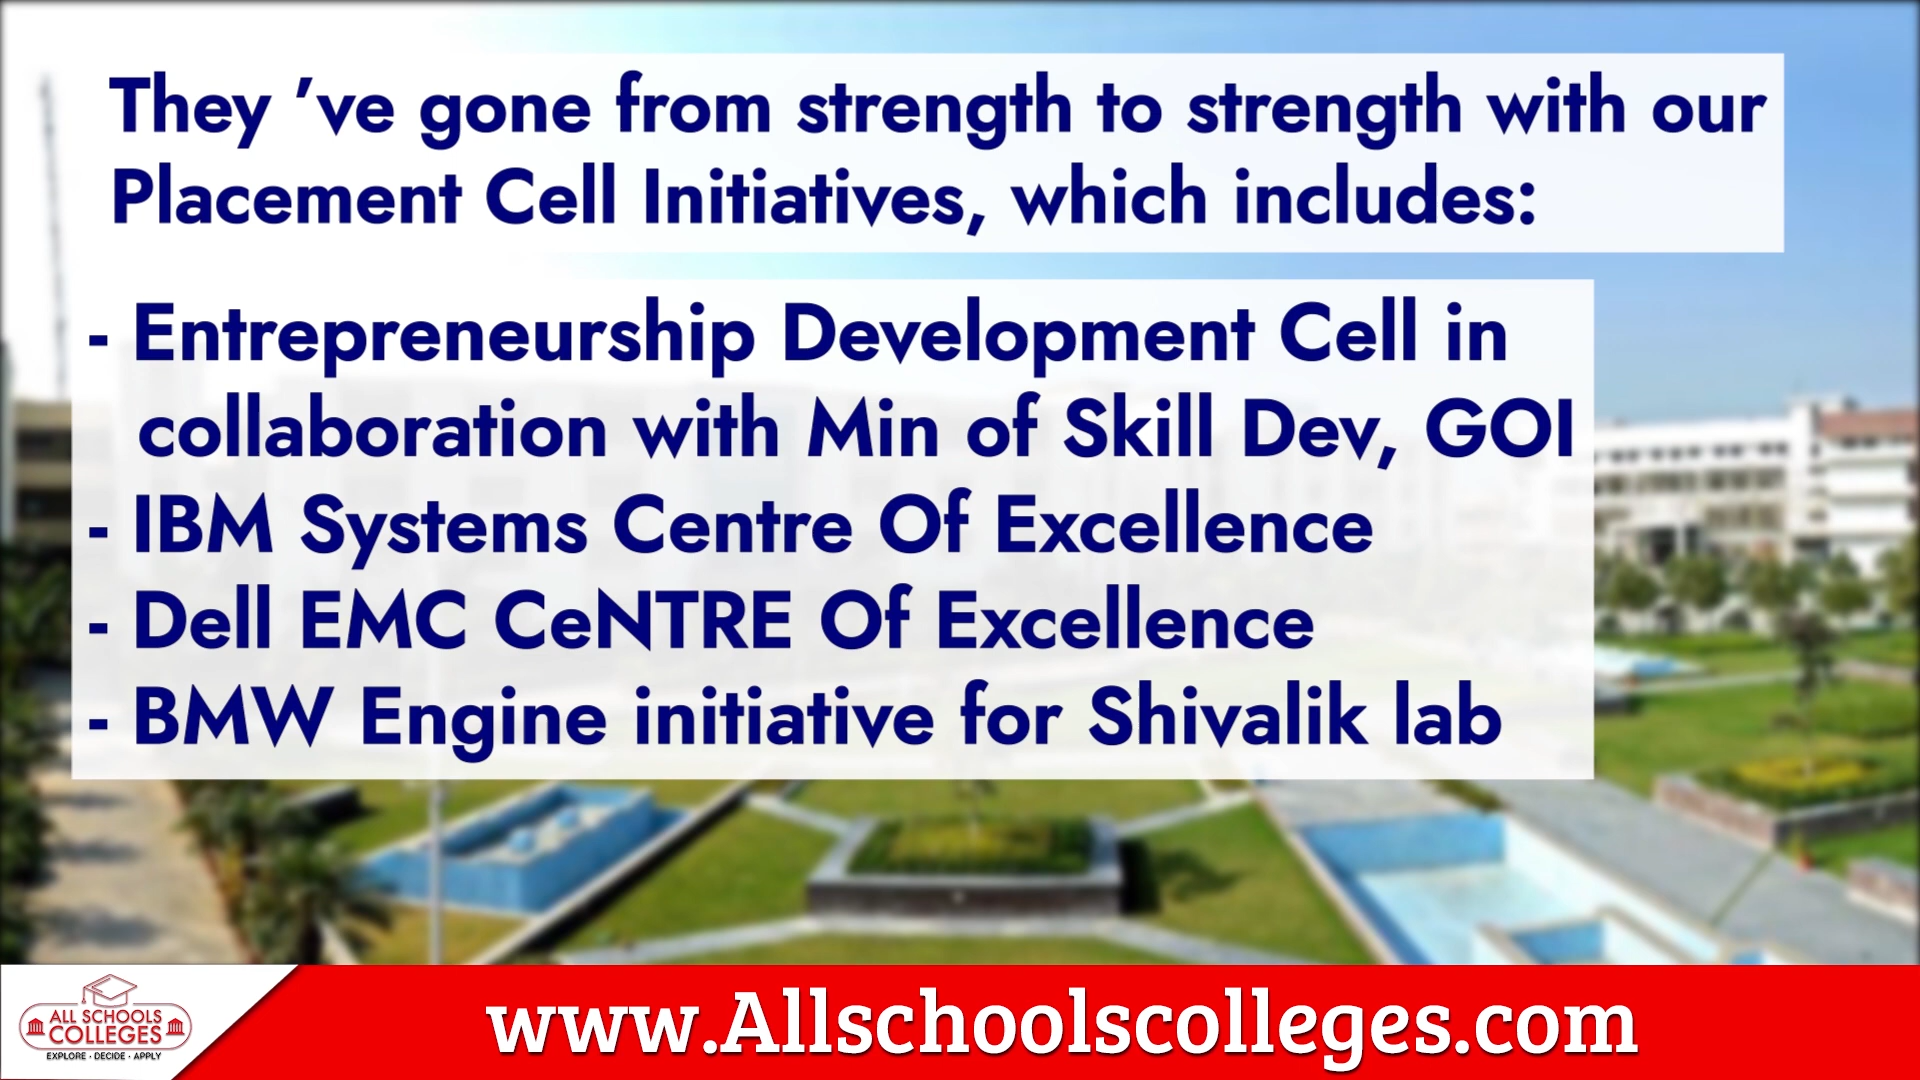 They ’ve gone from strength to strength with our
Placement Cell Initiatives, which includes:
- Entrepreneurship Development Cell in
collaboration with Min of Skill Dev, GOI
- IBM Systems Centre Of Excellence
- Dell EMC CeNTRE Of Excellence
- BMW Engine initiative for Shivalik lab
ALL SCHOOLS
COLLEGES
EXPLORE · DECIDE · APPLY
www.Allschoolscolleges.com